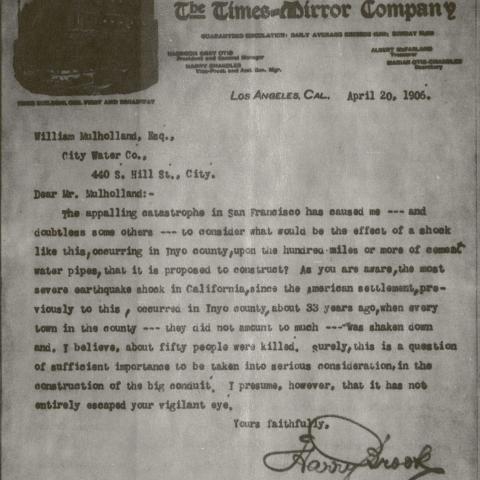 The Times-Mirror Company
GUARANTEED CIRCULATION: DAILY AVERAGE
HARRISON GRAY OTIS
President and General Manager
HARRY CHANDLER
Vice-Prest. and Asst. Gen. Mgr.
ALBERT McFARLAND
Treasurer
MARIAN OTIS-CHANDLER
Secretary
TIMES BUILDING, COR. FIRST AND BROADWAY
LOS ANGELES, CAL. April 20, 1906.
William Mulholland, Esq.,
City Water Co.,
440 S. Hill St., City.
Dear Mr. Mulholland:-
The appalling catastrophe in San Francisco has caused me --- and
doubtless some others --- to consider what would be the effect of a shock
like this, occurring in Inyo county, upon the hundred miles or more of cement
water pipes, that it is proposed to construct? As you are aware, the most
severe earthquake shock in California, since the American settlement, pre-
viously to this, occurred in Inyo county, about 33 years ago, when every
town in the county --- they did not amount to much --- was shaken down
and, I believe, about fifty people were killed. Surely, this is a question
of sufficient importance to be taken into serious consideration, in the
construction of the big conduit. I presume, however, that it has not
entirely escaped your vigilant eye.
Yours faithfully,
Harry Brook